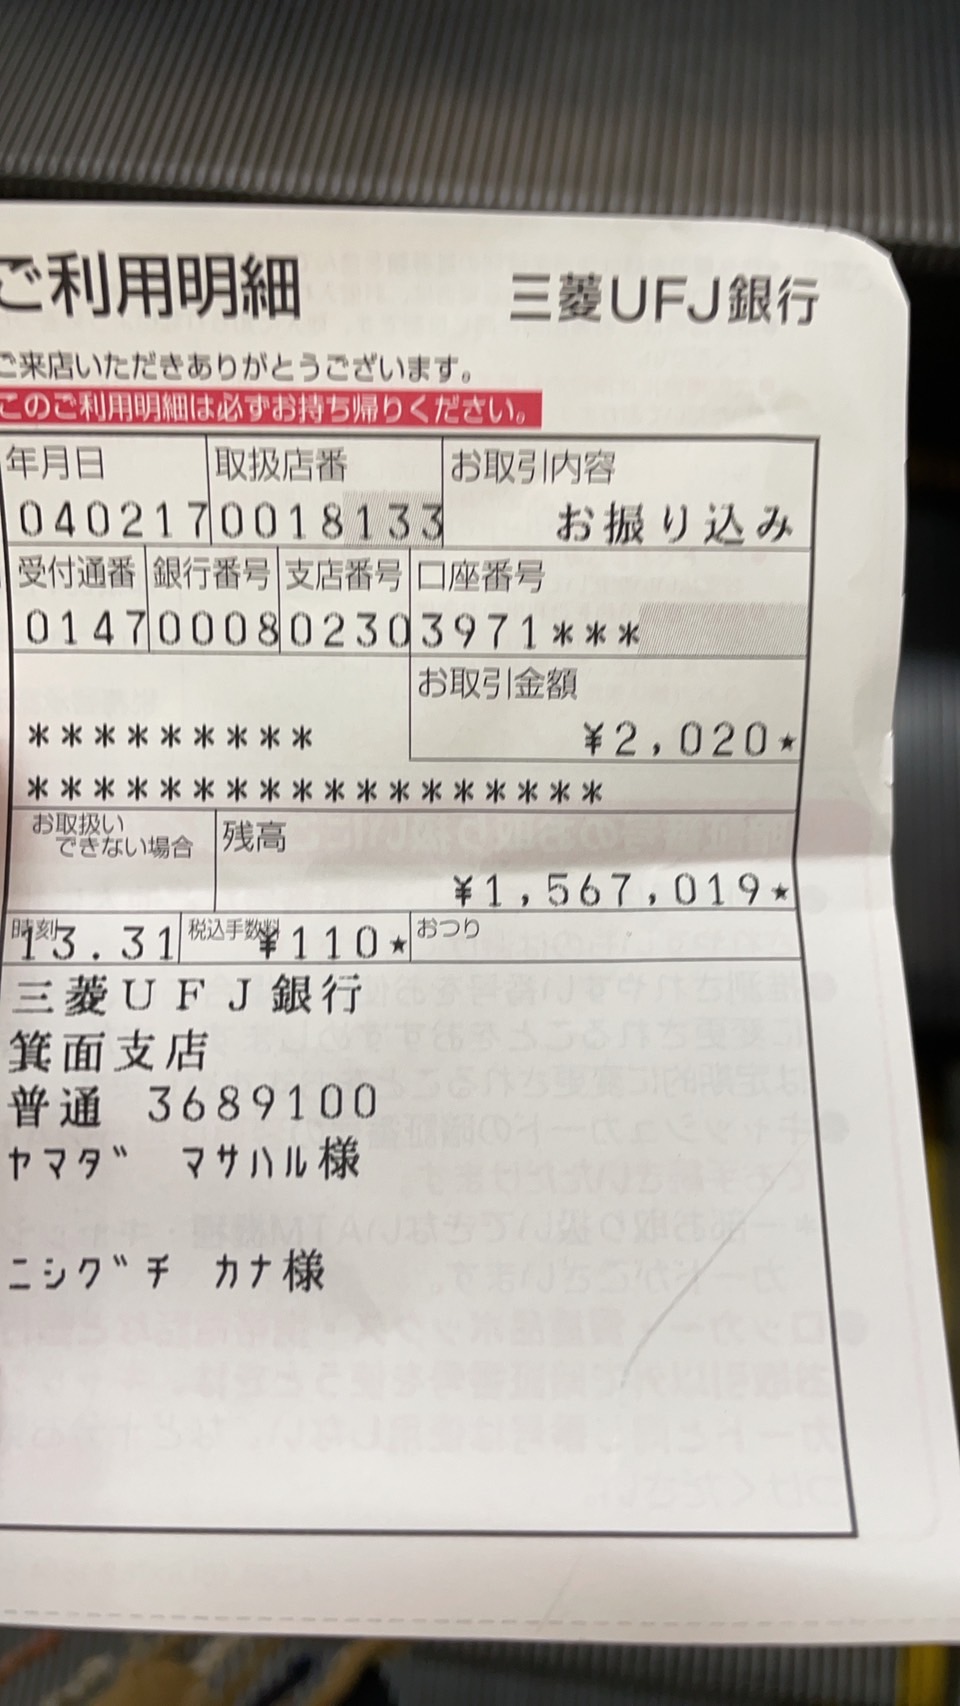 ご利用明細 三菱UFJ銀行
ご来店いただきありがとうございます。
このご利用明細は必ずお持ち帰りください。
年月日 取扱店番 お取引内容
040217 0018133 お振り込み
受付通番 銀行番号 支店番号 口座番号
0147 0008 0230 3971***
お取引金額
********* ¥2,020★
******************
お取扱いできない場合 残高
¥1,567,019★
時刻 税込手数料 おつり
13.31 ¥110★
三菱UFJ銀行
箕面支店
普通 3689100
ヤマダ マサハル様
ニシグチ カナ様